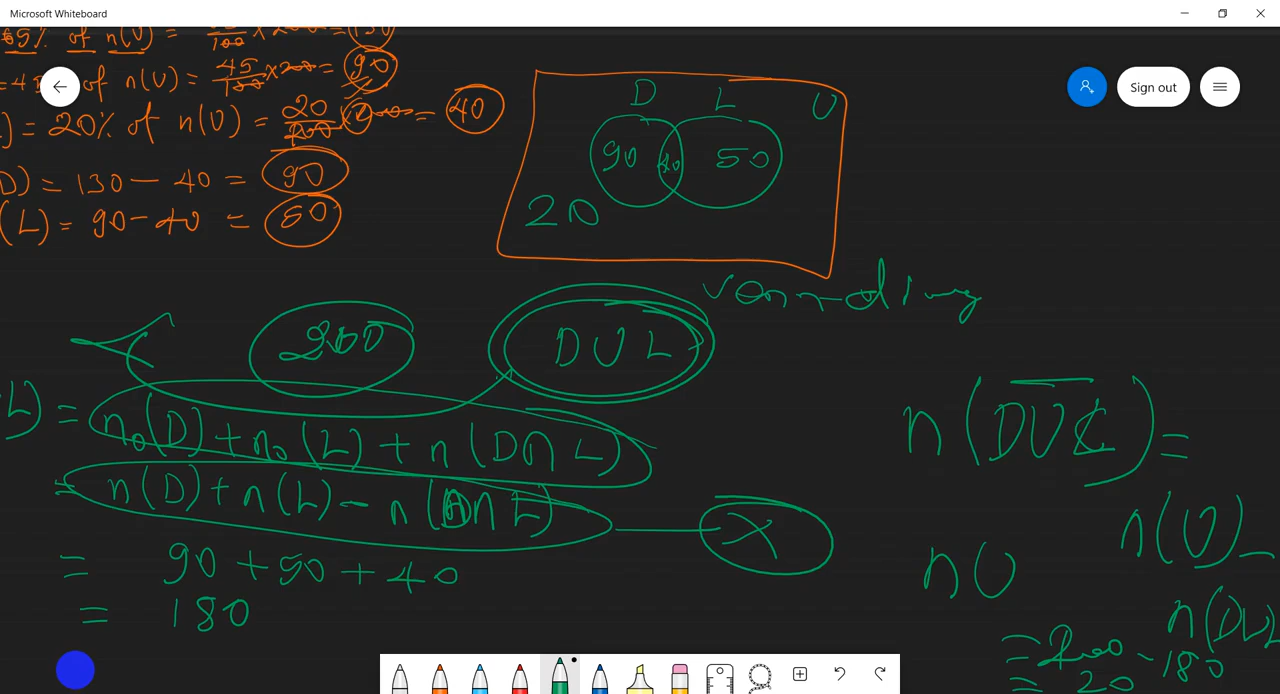 Microsoft Whiteboard
65% of n(U) = /100 × 200 = 130
= 45 of n(U) = 45/100 × 200 = 90
) = 20% of n(U) = 20/100 × 200 = 40
D) = 130 - 40 = 90
(L) = 90 - 40 = 50
Sign out
D L U
90 40 50
20
venn-diag
200
D U L
L) = n₀(D) + n₀(L) + n(D∩L)
= n(D) + n(L) - n(D∩L)
X
= 90 + 50 + 40
= 180
n(D∪L) =
n(U) -
n(D∪L)
nU
= 200 - 180
= 20